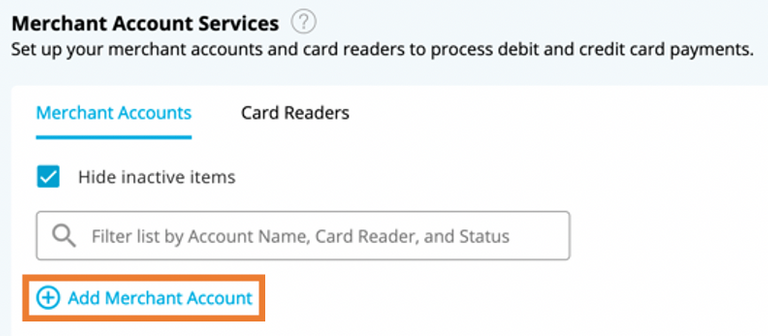 Merchant Account Services ?
Set up your merchant accounts and card readers to process debit and credit card payments.
Merchant Accounts Card Readers
Hide inactive items
Filter list by Account Name, Card Reader, and Status
Add Merchant Account